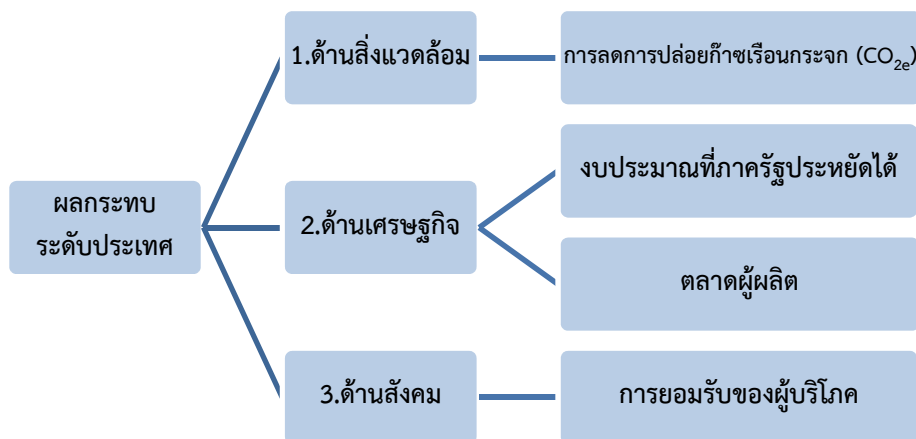 ผลกระทบ
ระดับประเทศ
1.ด้านสิ่งแวดล้อม
การลดการปล่อยก๊าซเรือนกระจก (CO₂ₑ)
2.ด้านเศรษฐกิจ
งบประมาณที่ภาครัฐประหยัดได้
ตลาดผู้ผลิต
3.ด้านสังคม
การยอมรับของผู้บริโภค